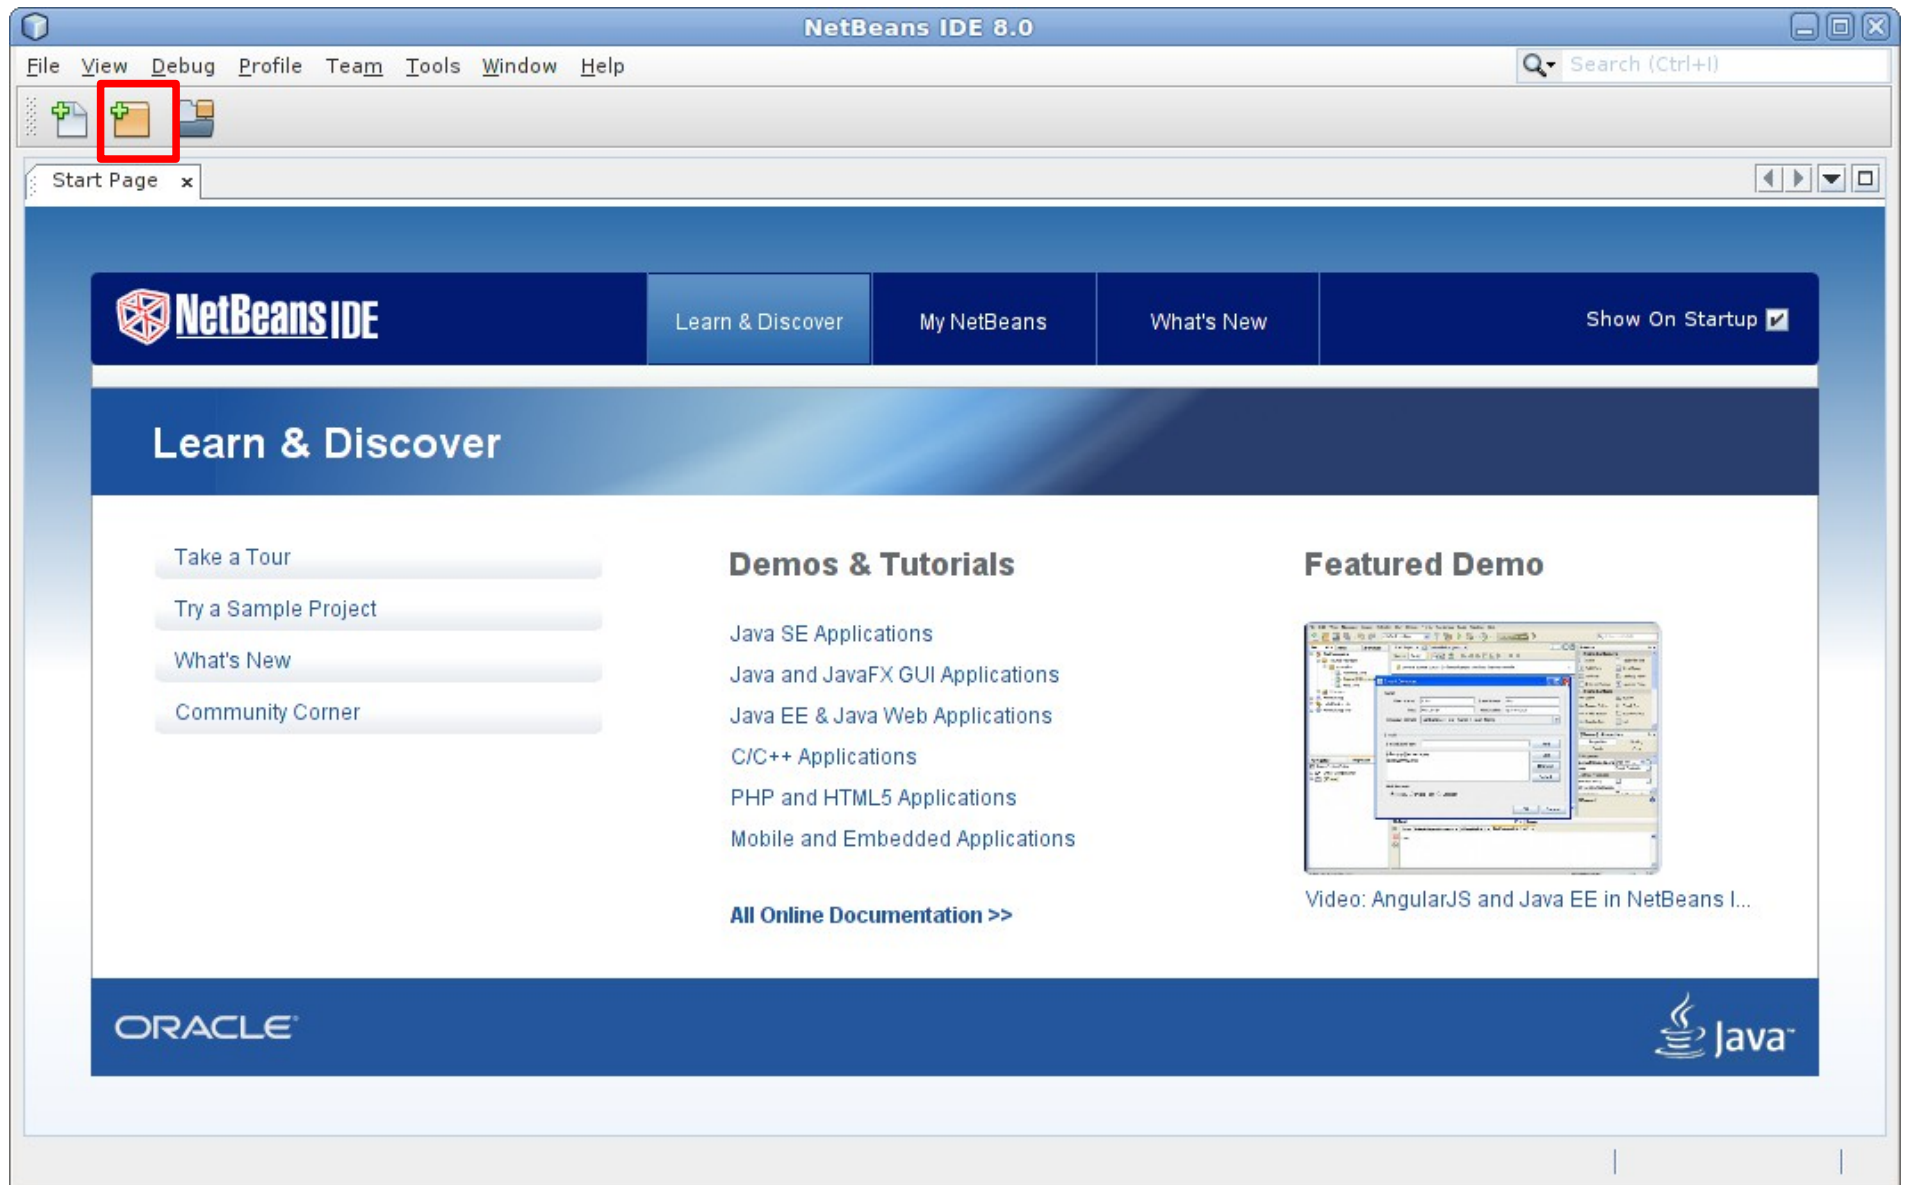 NetBeans IDE 8.0
File View Debug Profile Team Tools Window Help
Search (Ctrl+I)
Start Page x
NetBeans IDE
Learn & Discover
My NetBeans
What's New
Show On Startup
Learn & Discover
Take a Tour
Try a Sample Project
What's New
Community Corner
Demos & Tutorials
Java SE Applications
Java and JavaFX GUI Applications
Java EE & Java Web Applications
C/C++ Applications
PHP and HTML5 Applications
Mobile and Embedded Applications
All Online Documentation >>
Featured Demo
Video: AngularJS and Java EE in NetBeans I...
ORACLE
Java™